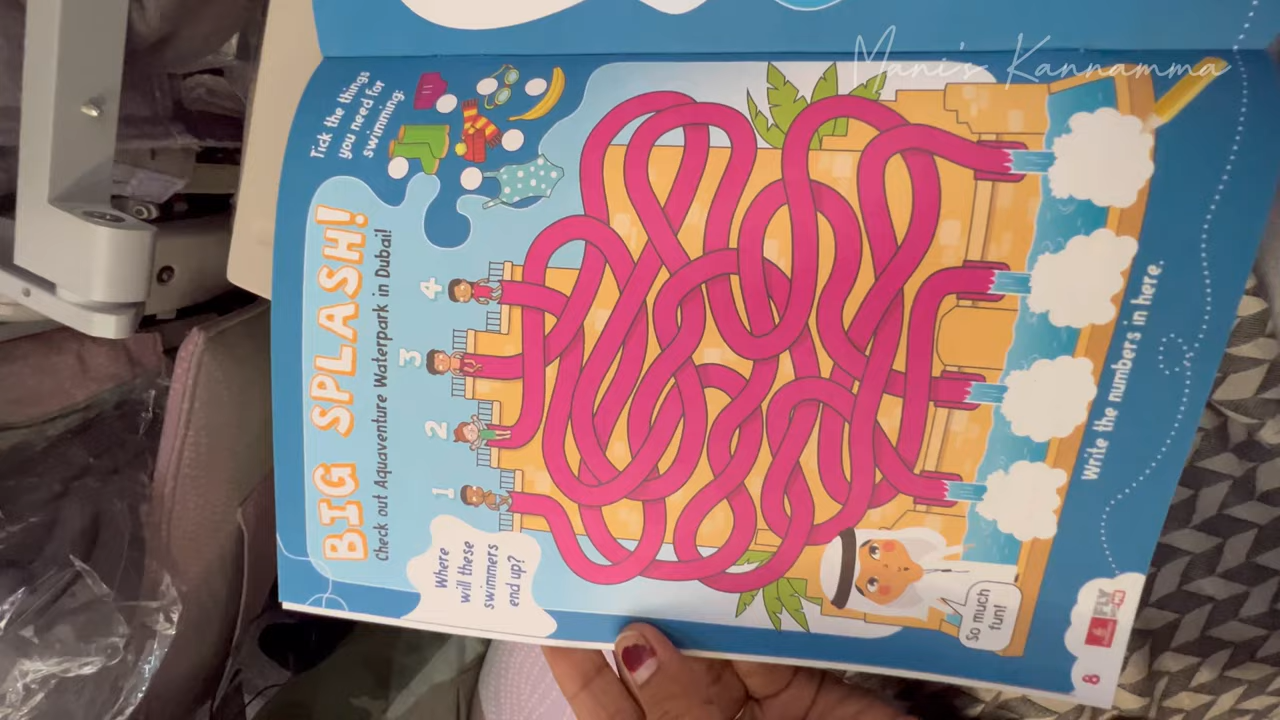 Mani's Kannamma
BIG SPLASH!
Check out Aquaventure Waterpark in Dubai!
Tick the things
you need for
swimming:
Where
will these
swimmers
end up?
1
2
3
4
Write the numbers in here.
So much
fun!
FLY
8